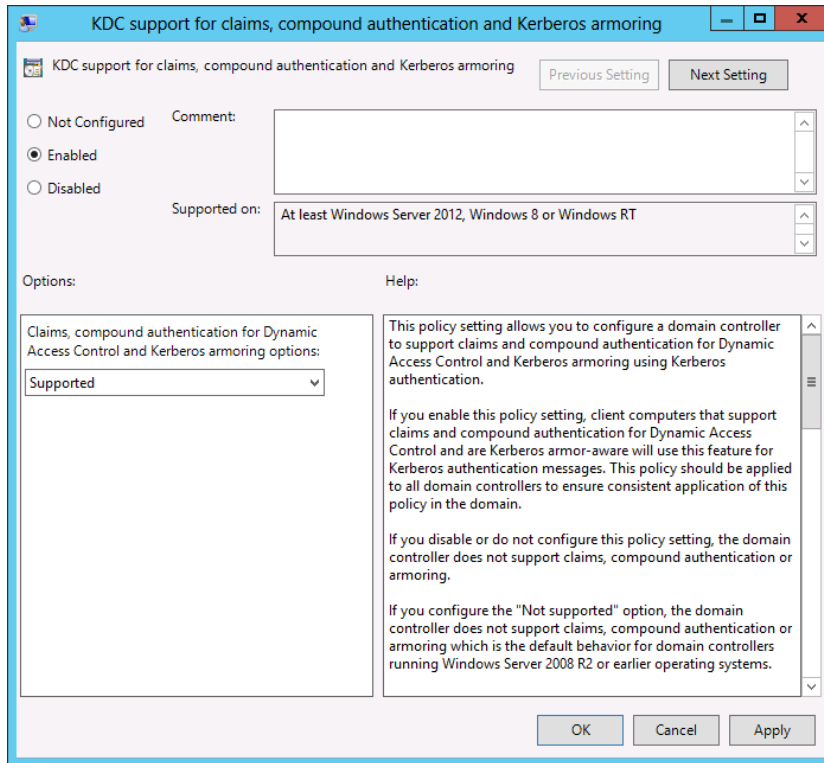 KDC support for claims, compound authentication and Kerberos armoring
KDC support for claims, compound authentication and Kerberos armoring
Previous Setting
Next Setting
Not Configured
Enabled
Disabled
Comment:
Supported on:
At least Windows Server 2012, Windows 8 or Windows RT
Options:
Help:
Claims, compound authentication for Dynamic
Access Control and Kerberos armoring options:
Supported
This policy setting allows you to configure a domain controller
to support claims and compound authentication for Dynamic
Access Control and Kerberos armoring using Kerberos
authentication.
If you enable this policy setting, client computers that support
claims and compound authentication for Dynamic Access
Control and are Kerberos armor-aware will use this feature for
Kerberos authentication messages. This policy should be applied
to all domain controllers to ensure consistent application of this
policy in the domain.
If you disable or do not configure this policy setting, the domain
controller does not support claims, compound authentication or
armoring.
If you configure the "Not supported" option, the domain
controller does not support claims, compound authentication or
armoring which is the default behavior for domain controllers
running Windows Server 2008 R2 or earlier operating systems.
OK
Cancel
Apply